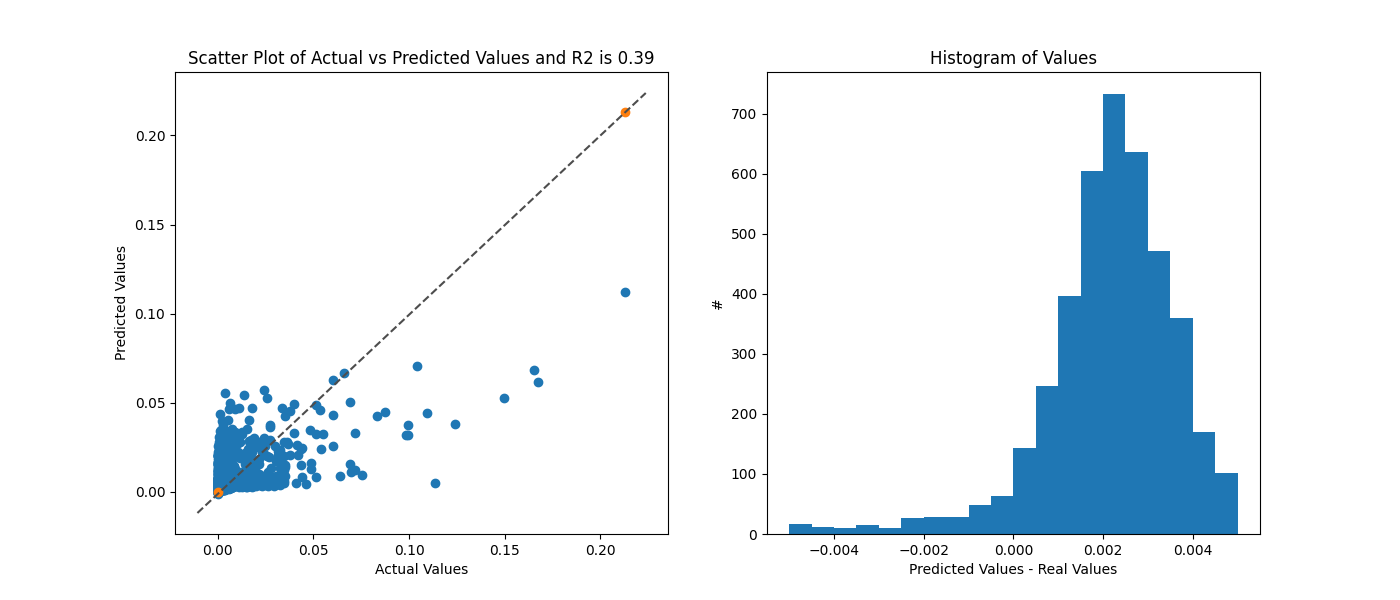 Scatter Plot of Actual vs Predicted Values and R2 is 0.39
Predicted Values
0.20
0.15
0.10
0.05
0.00
0.00 0.05 0.10 0.15 0.20
Actual Values
Histogram of Values
#
700
600
500
400
300
200
100
0
−0.004 −0.002 0.000 0.002 0.004
Predicted Values - Real Values